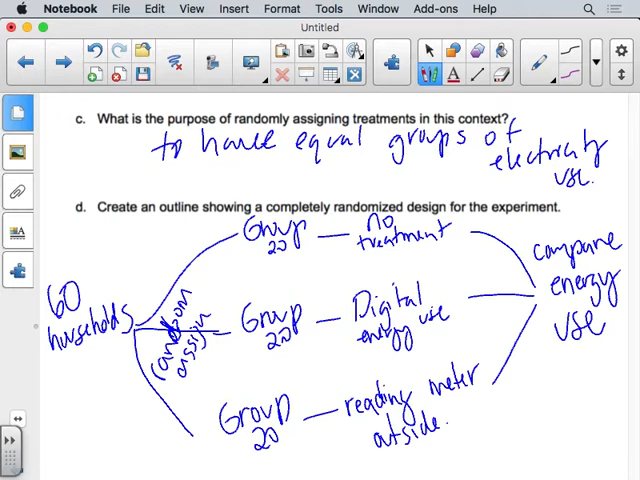 Notebook File Edit View Insert Format Tools Window Add-ons Help
Untitled
c. What is the purpose of randomly assigning treatments in this context?
to have equal groups of
electricity
use.
d. Create an outline showing a completely randomized design for the experiment.
60
households
random
assign
Group
20
no
treatment
Group
20
Digital
energy use
Group
20
reading meter
outside.
compare
energy
use